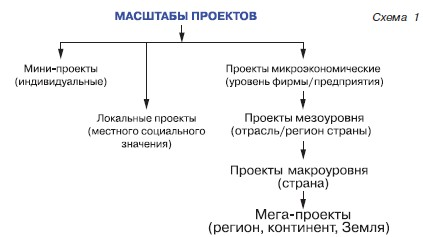 МАСШТАБЫ ПРОЕКТОВ
Схема 1
Мини-проекты
(индивидуальные)
Проекты микроэкономические
(уровень фирмы/предприятия)
Локальные проекты
(местного социального
значения)
Проекты мезоуровня
(отрасль/регион страны)
Проекты макроуровня
(страна)
Мега-проекты
(регион, континент, Земля)